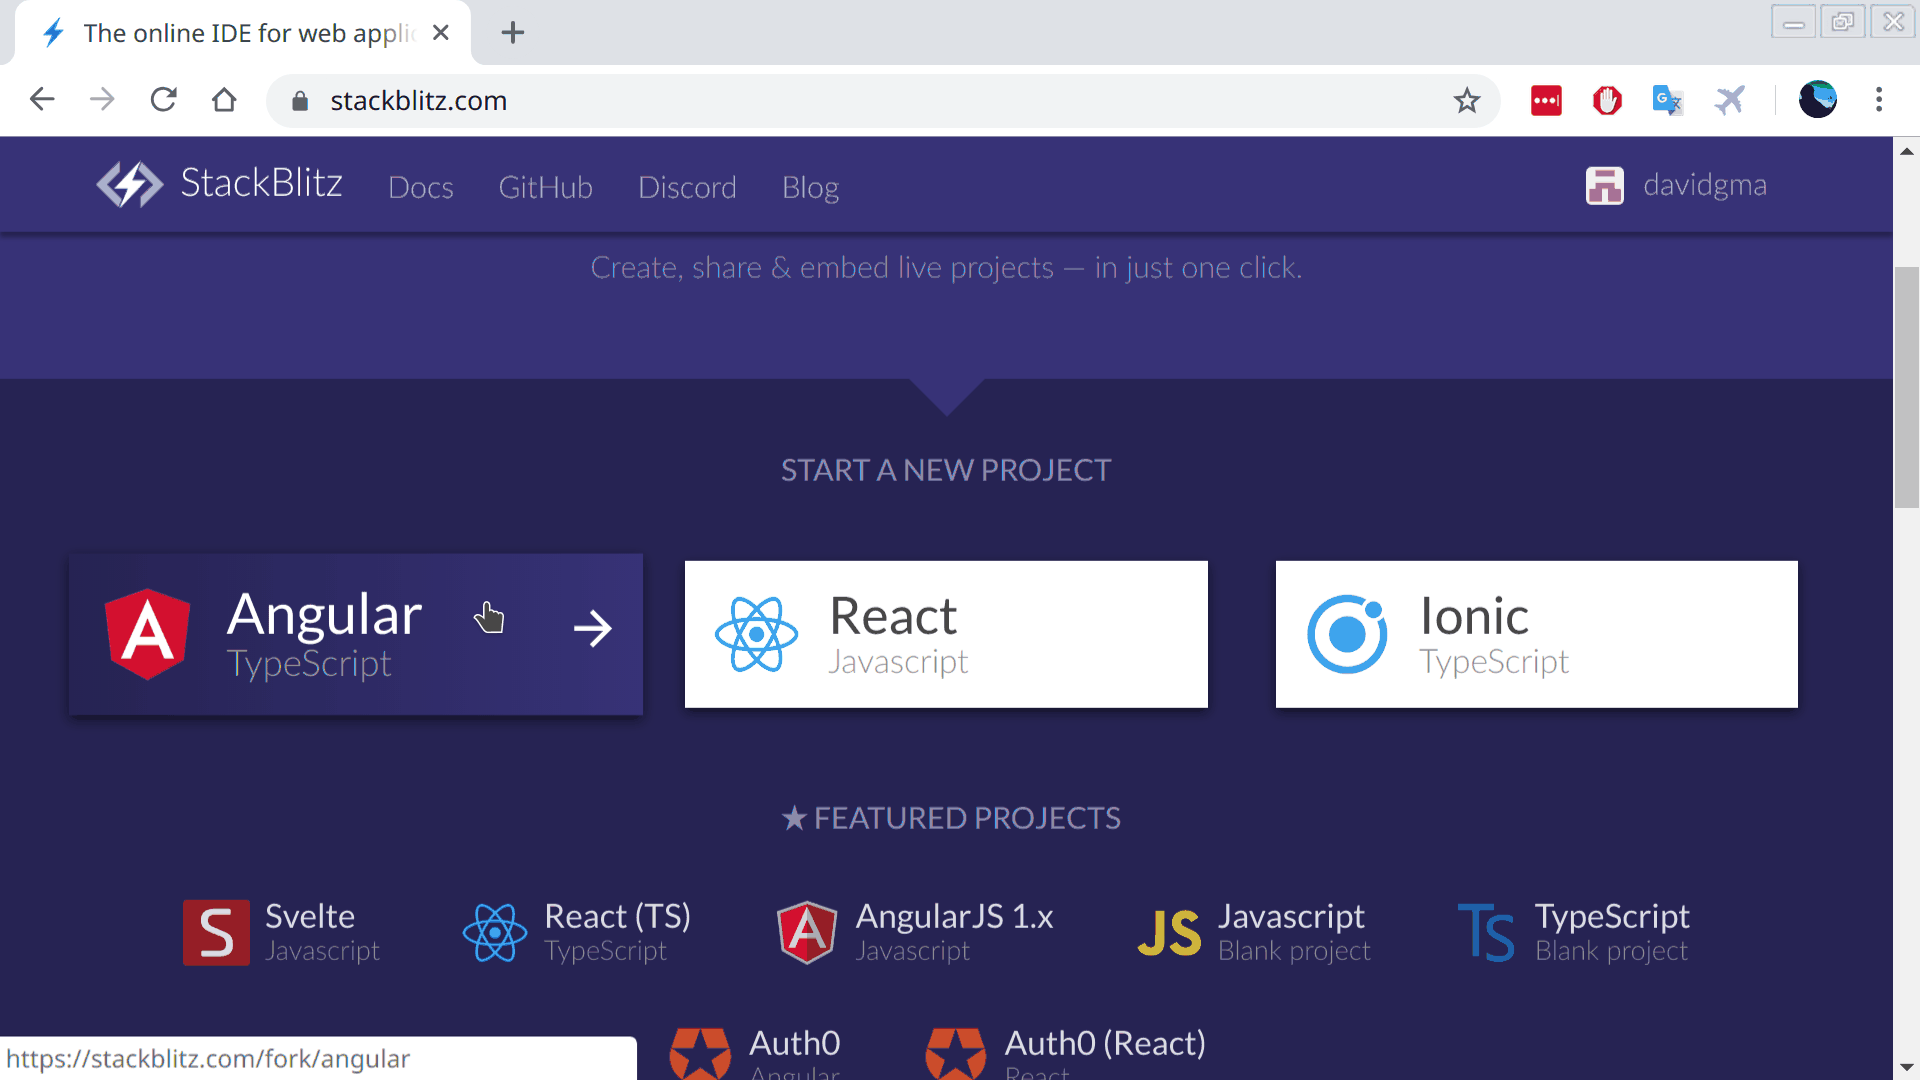 The online IDE for web applic
stackblitz.com
StackBlitz Docs GitHub Discord Blog davidgma
Create, share & embed live projects — in just one click.
START A NEW PROJECT
Angular
TypeScript
React
Javascript
Ionic
TypeScript
★ FEATURED PROJECTS
Svelte
Javascript
React (TS)
TypeScript
AngularJS 1.x
Javascript
JS
Javascript
Blank project
TS
TypeScript
Blank project
Auth0
Angular
Auth0 (React)
React
https://stackblitz.com/fork/angular